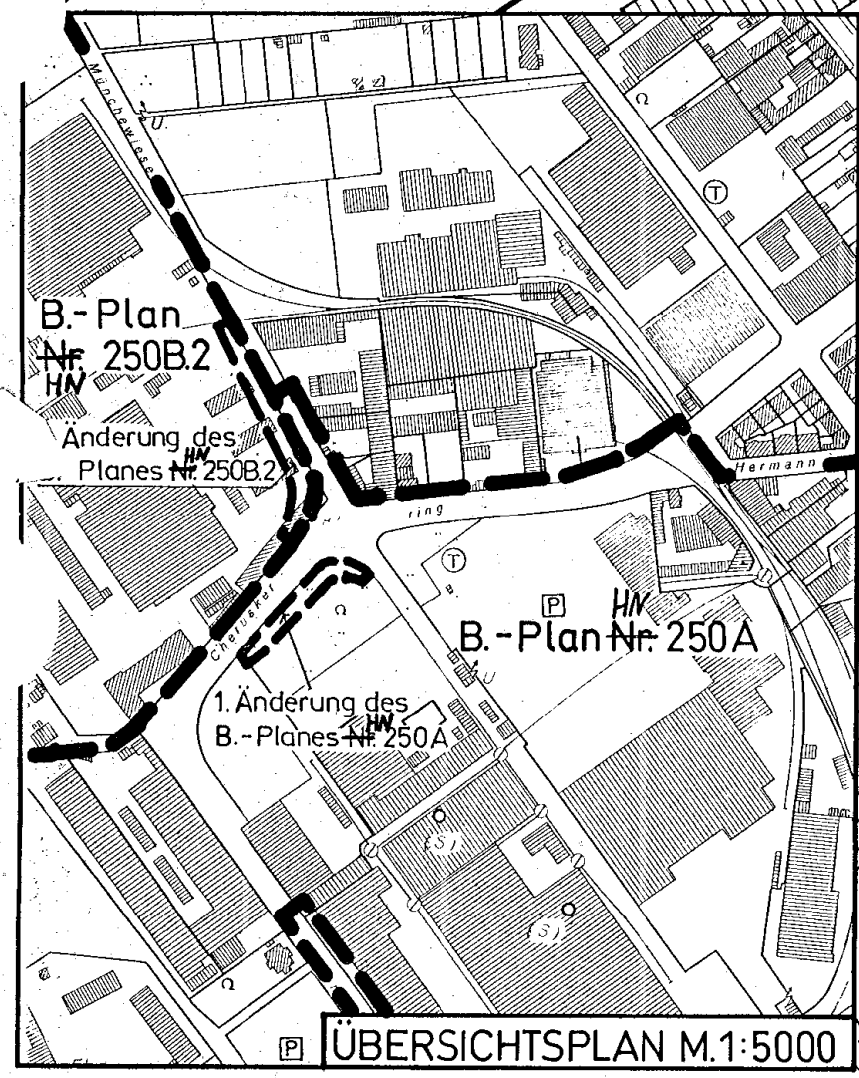 Münchewiese
U
T
B.-Plan
Nr. 250B.2
HN
Änderung des
HN
Planes Nr. 250B.2
Hermann
ring
T
Cherusker
P
HN
B.-Plan Nr. 250A
U
1. Änderung des
HN
B.-Planes Nr. 250A
(S)
(S)
P
ÜBERSICHTSPLAN M.1:5000